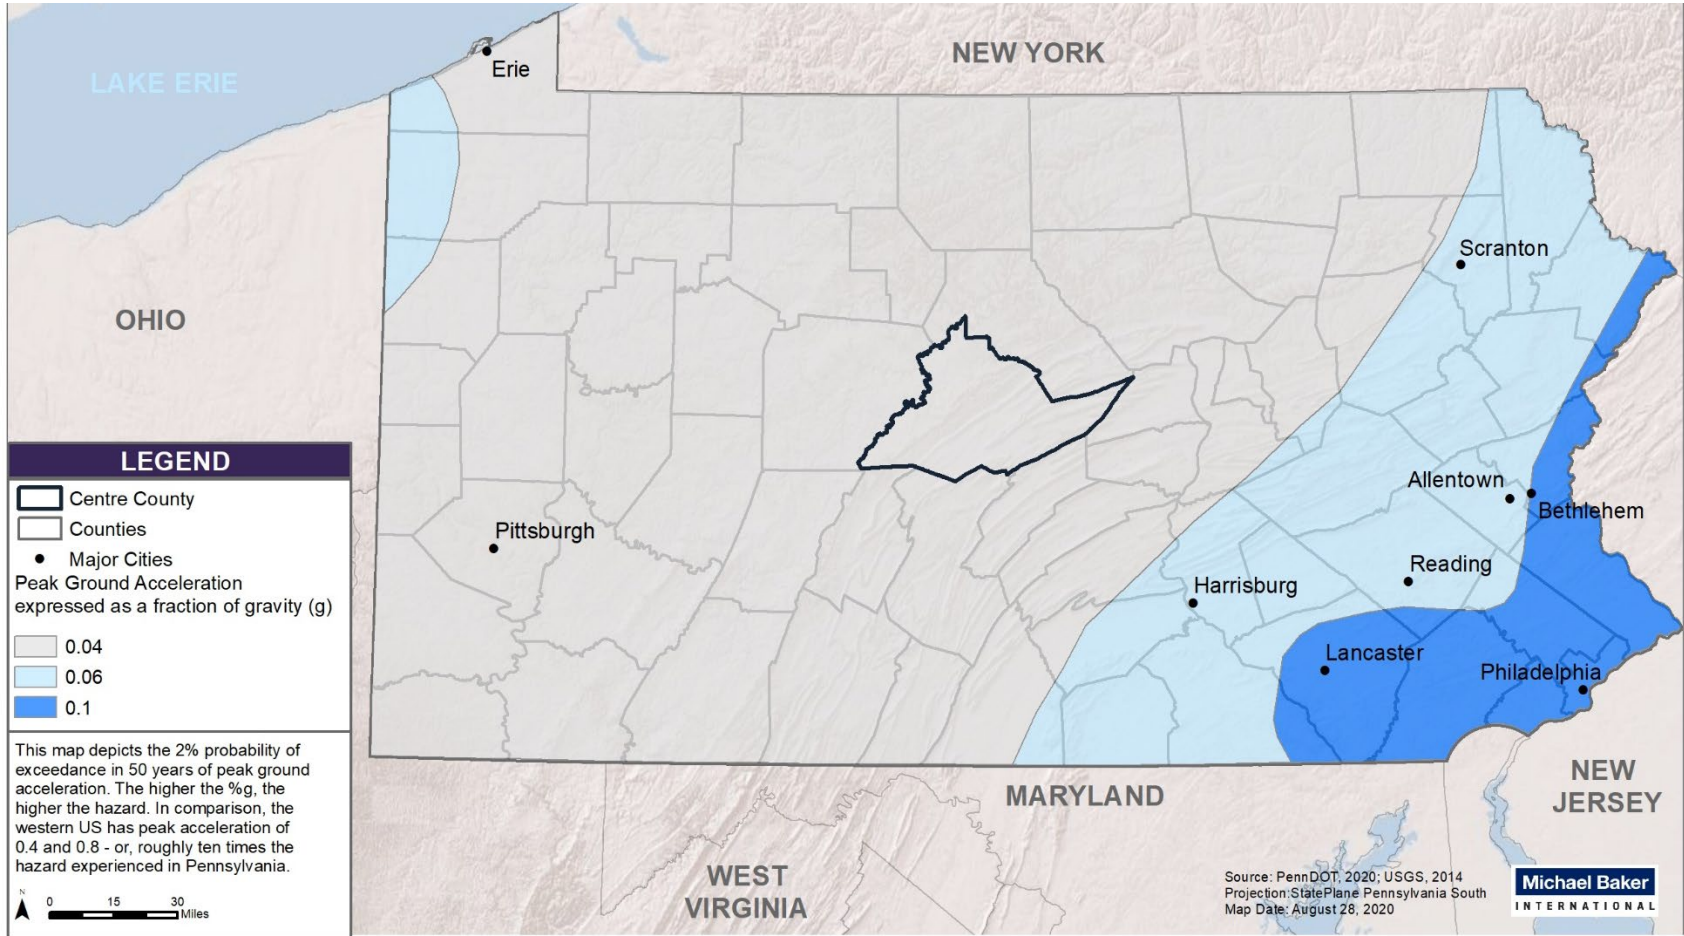 NEW YORK
Erie
LAKE ERIE
Scranton
OHIO
Allentown
Bethlehem
Pittsburgh
Reading
Harrisburg
Lancaster
Philadelphia
LEGEND
Centre County
Counties
Major Cities
Peak Ground Acceleration
expressed as a fraction of gravity (g)
0.04
0.06
0.1
This map depicts the 2% probability of
exceedance in 50 years of peak ground
acceleration. The higher the %g, the
higher the hazard. In comparison, the
western US has peak acceleration of
0.4 and 0.8 - or, roughly ten times the
hazard experienced in Pennsylvania.
N
0 15 30
Miles
MARYLAND
NEW
JERSEY
WEST
VIRGINIA
Source: PennDOT, 2020; USGS, 2014
Projection:StatePlane Pennsylvania South
Map Date: August 28, 2020
Michael Baker
INTERNATIONAL